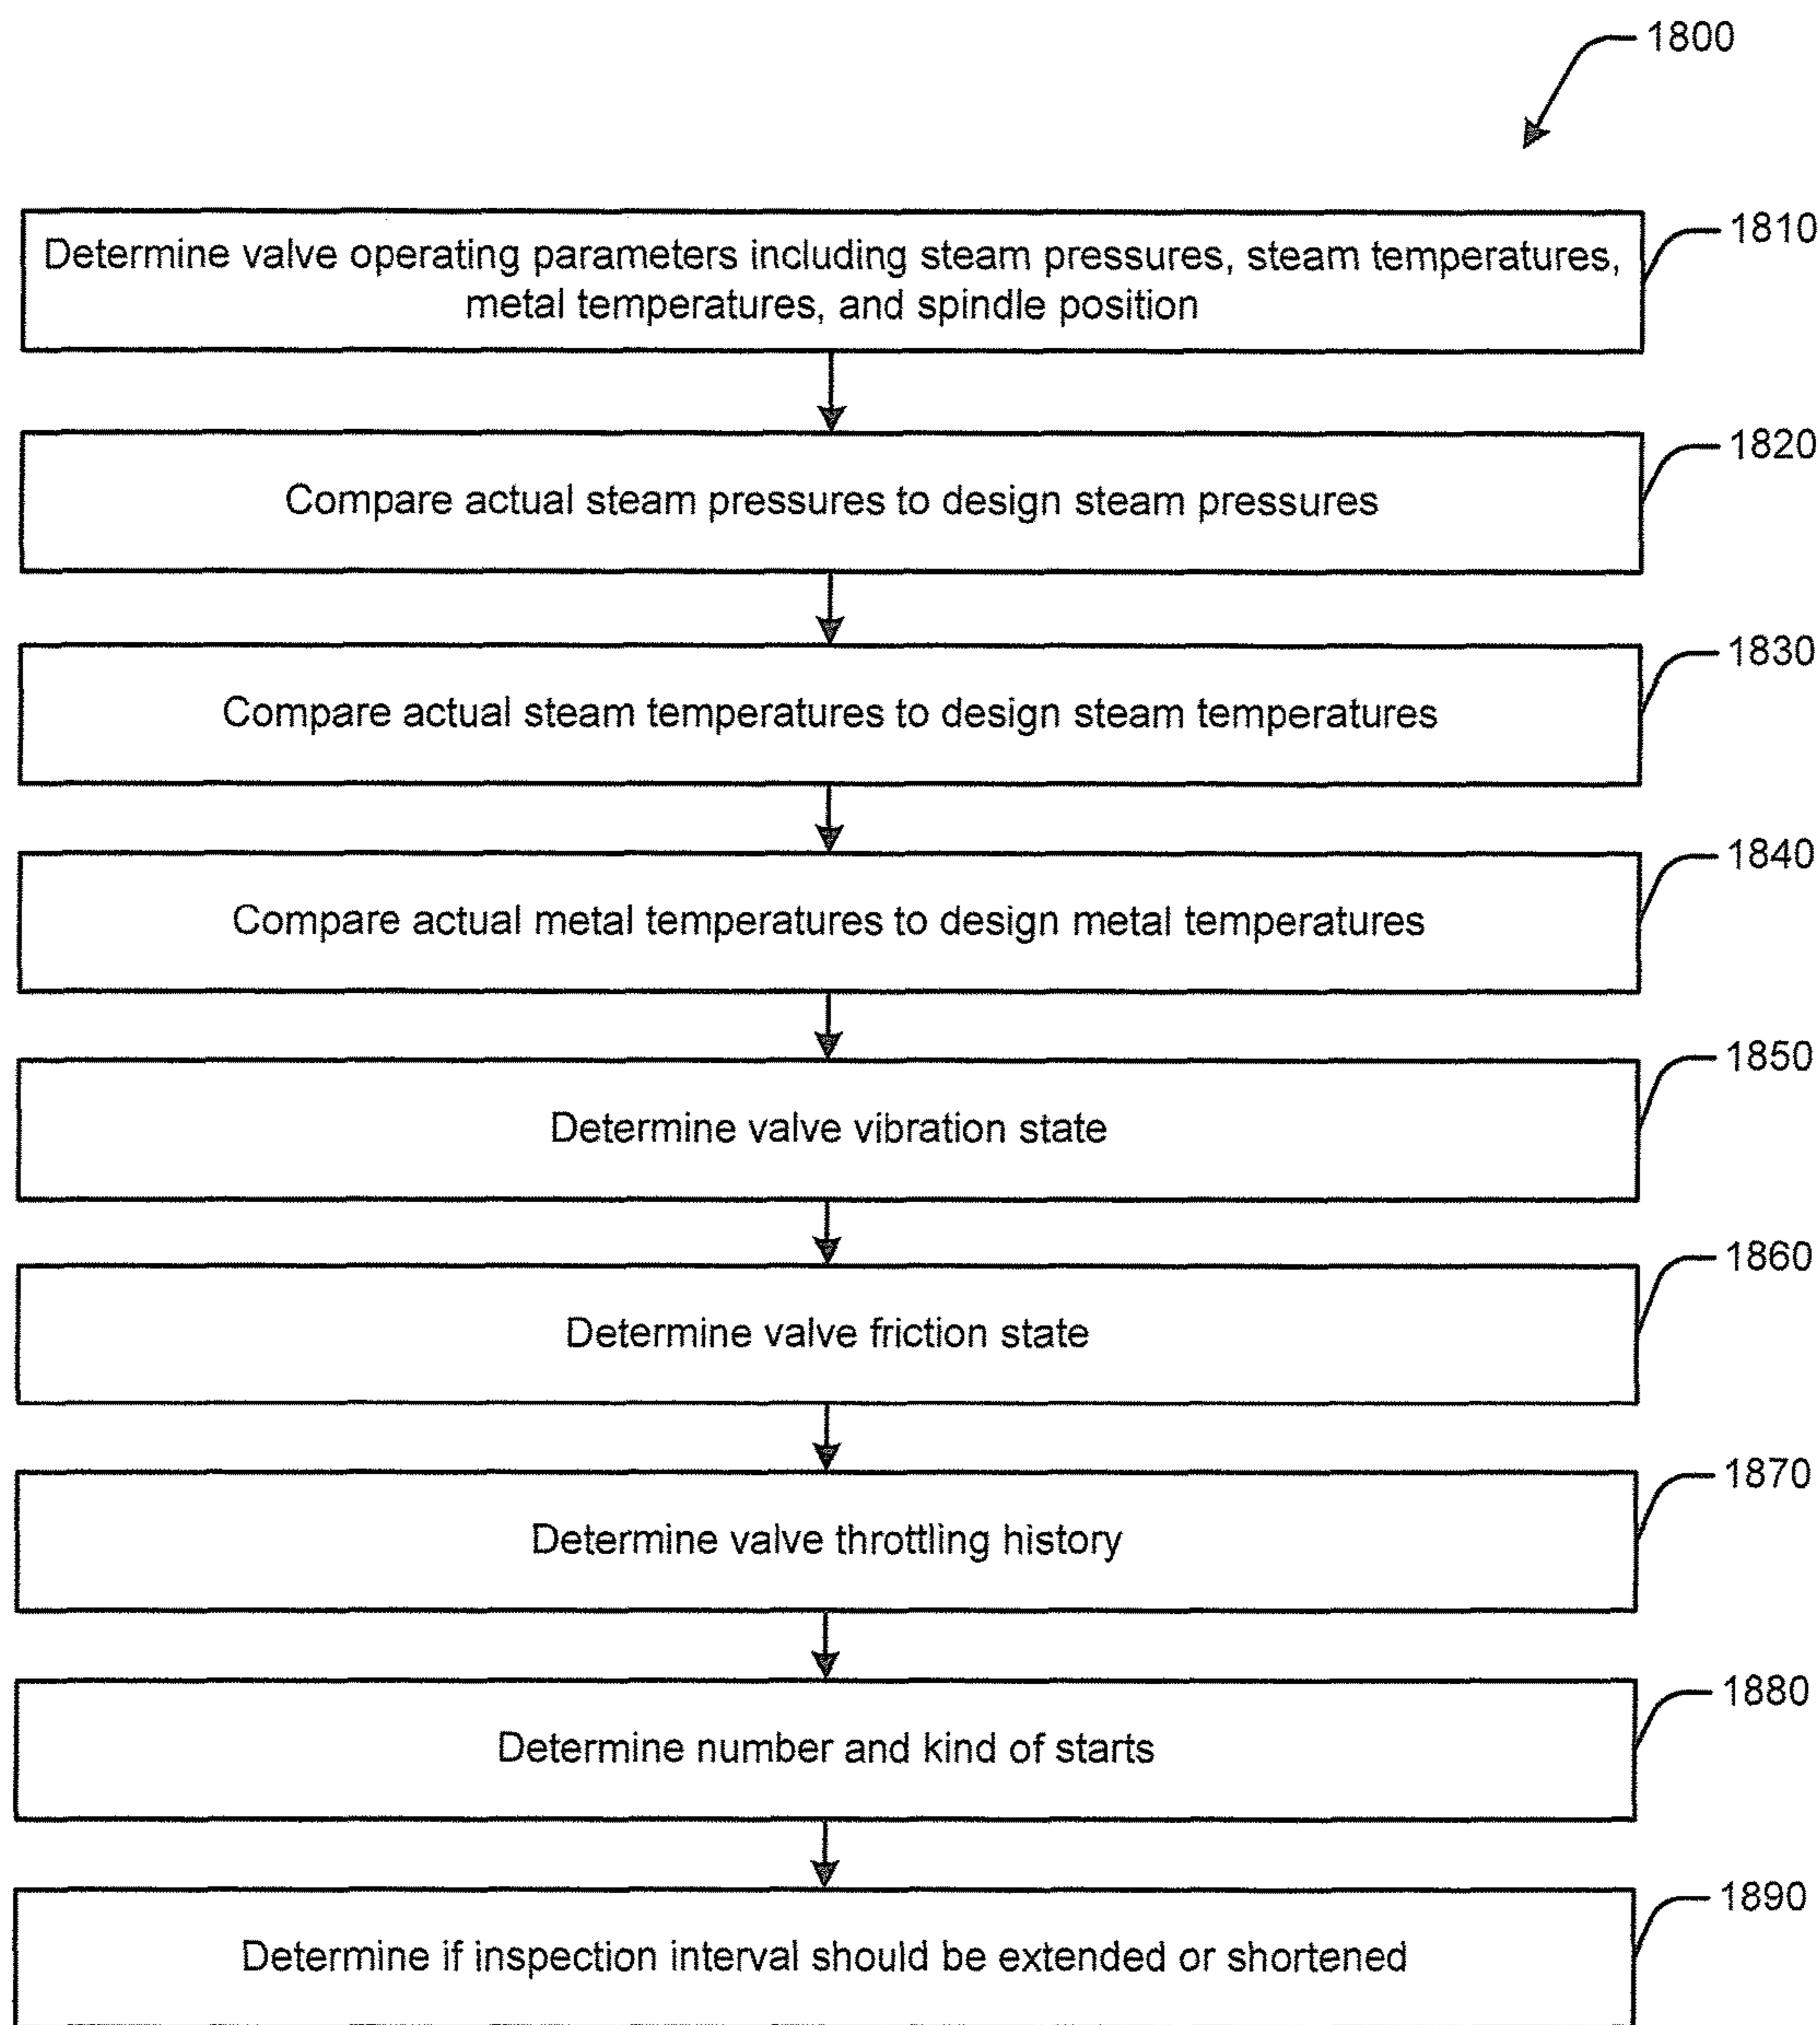 1800
Determine valve operating parameters including steam pressures, steam temperatures,
metal temperatures, and spindle position
1810
Compare actual steam pressures to design steam pressures
1820
Compare actual steam temperatures to design steam temperatures
1830
Compare actual metal temperatures to design metal temperatures
1840
Determine valve vibration state
1850
Determine valve friction state
1860
Determine valve throttling history
1870
Determine number and kind of starts
1880
Determine if inspection interval should be extended or shortened
1890